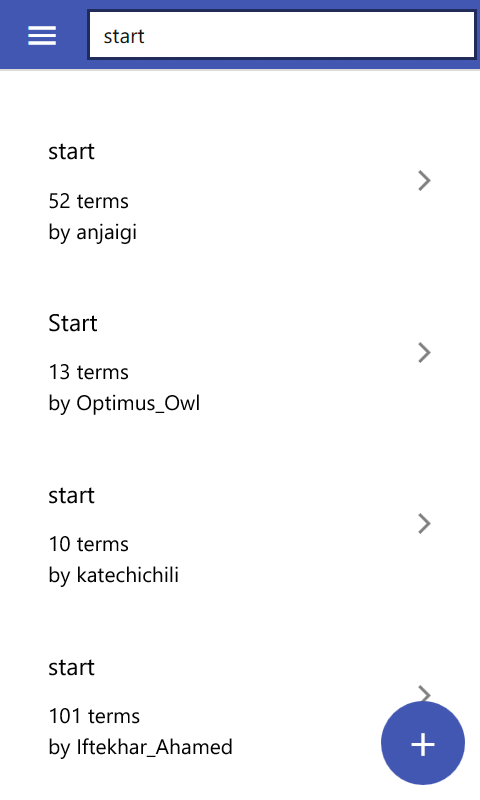 start
start
52 terms
by anjaigi
Start
13 terms
by Optimus_Owl
start
10 terms
by katechichili
start
101 terms
by Iftekhar_Ahamed